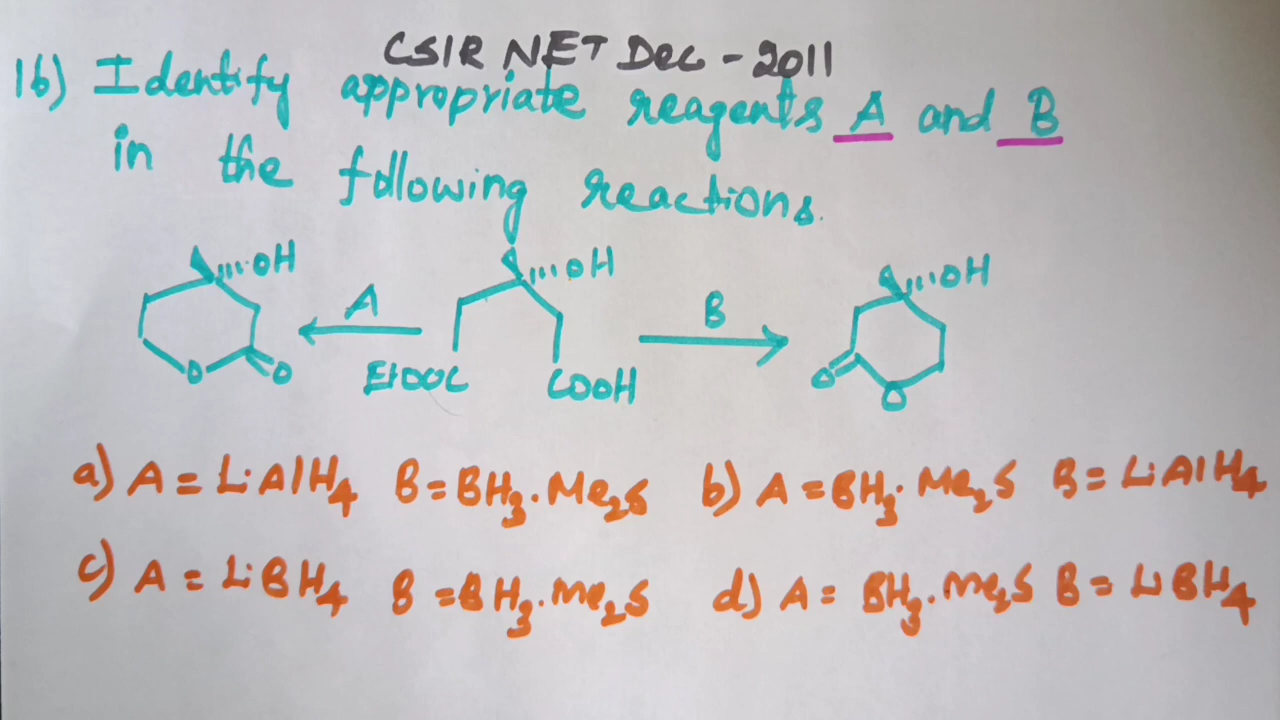 CSIR NET Dec - 2011
16) Identify appropriate reagents A and B
in the following reactions.
OH OH OH
A B
O O EtOOC COOH O O
a) A = LiAlH4 B = BH3.Me2S b) A = BH3.Me2S B = LiAlH4
c) A = LiBH4 B = BH3.Me2S d) A = BH3.Me2S B = LiBH4